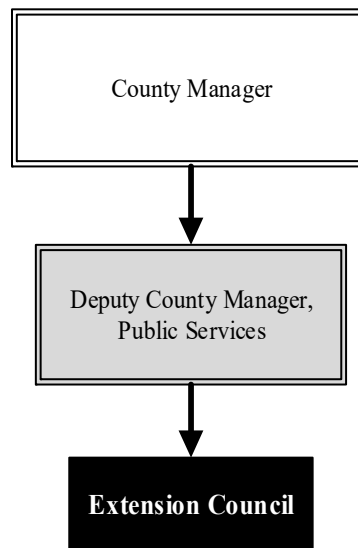 County Manager
Deputy County Manager,
Public Services
Extension Council